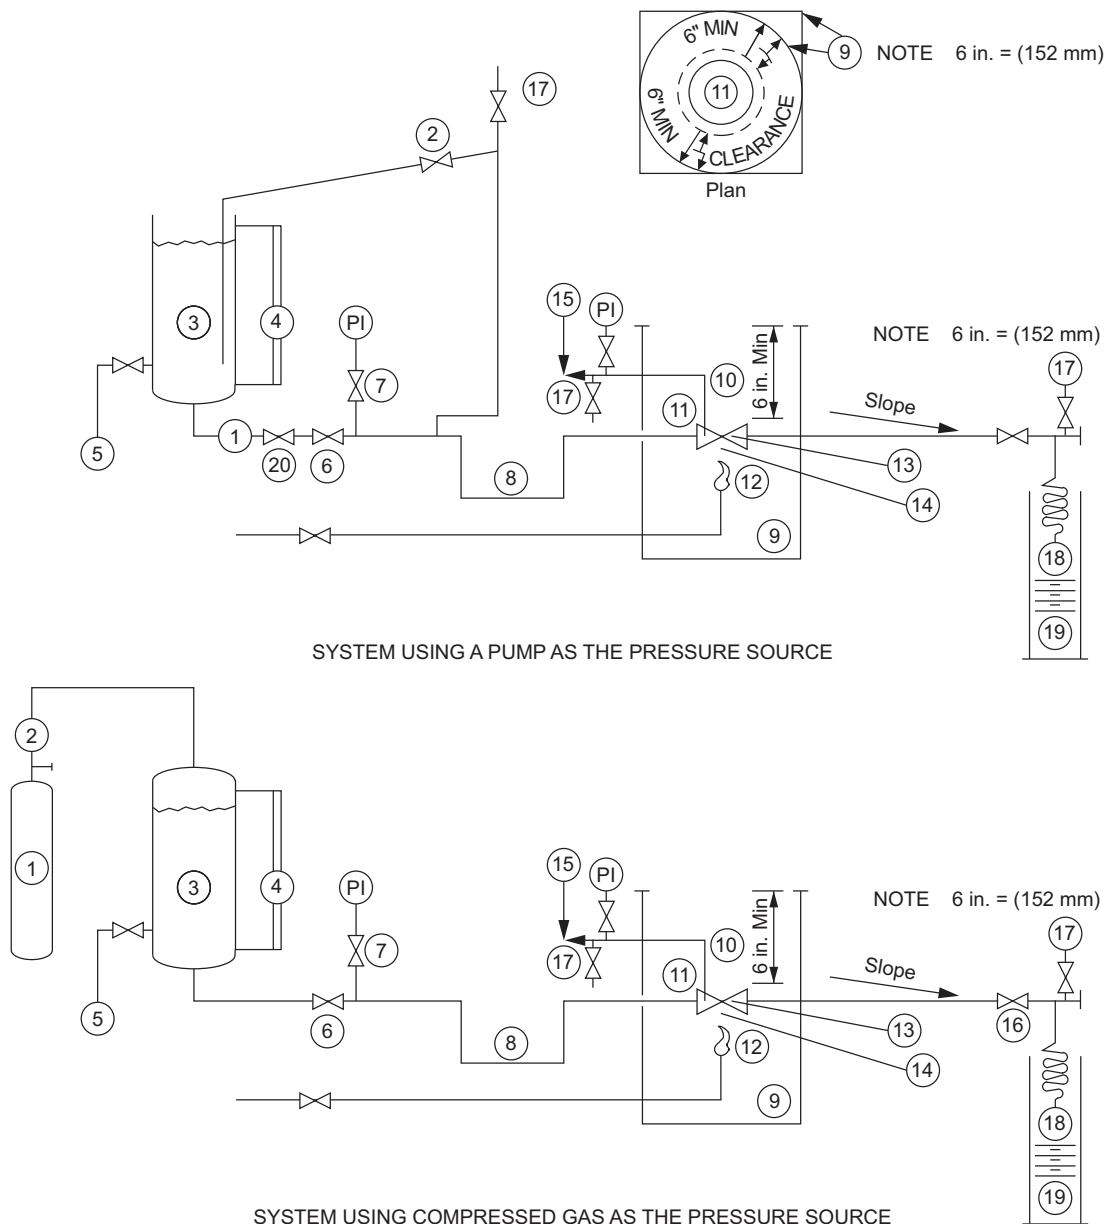 6" MIN
9
NOTE 6 in. = (152 mm)
11
6" MIN
CLEARANCE
Plan
17
2
3
4
PI
7
5
1
20
6
8
15
PI
17
10
11
6 in. Min
NOTE 6 in. = (152 mm)
17
Slope
13
12
14
9
18
19
SYSTEM USING A PUMP AS THE PRESSURE SOURCE
2
1
3
4
PI
7
5
6
8
15
PI
17
10
11
6 in. Min
NOTE 6 in. = (152 mm)
17
Slope
16
13
12
14
9
18
19
SYSTEM USING COMPRESSED GAS AS THE PRESSURE SOURCE